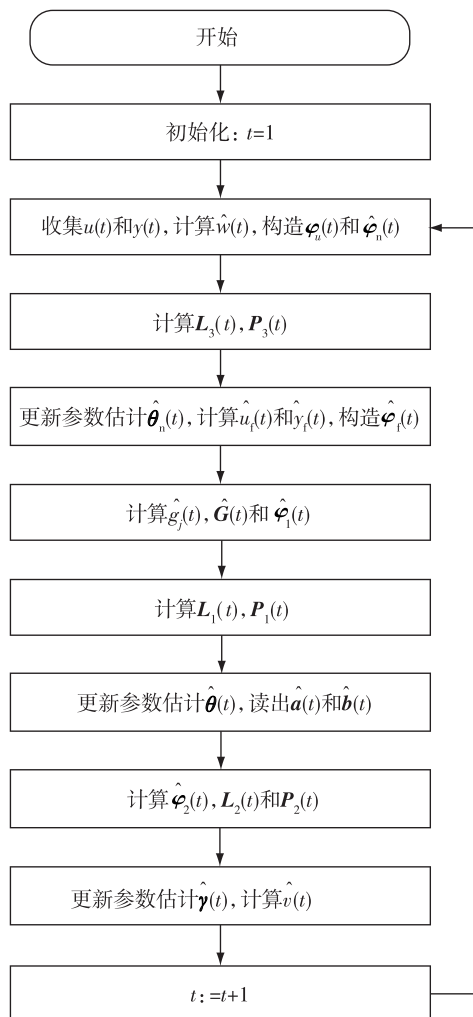 开始
初始化: t=1
收集u(t)和y(t), 计算ŵ(t), 构造φ_u(t)和φ̂_n(t)
计算L_3(t), P_3(t)
更新参数估计θ̂_n(t), 计算û_f(t)和ŷ_f(t), 构造φ̂_f(t)
计算ĝ_j(t), Ĝ(t)和φ̂_1(t)
计算L_1(t), P_1(t)
更新参数估计θ̂(t), 读出â(t)和b̂(t)
计算φ̂_2(t), L_2(t)和P_2(t)
更新参数估计γ̂(t), 计算v̂(t)
t:=t+1